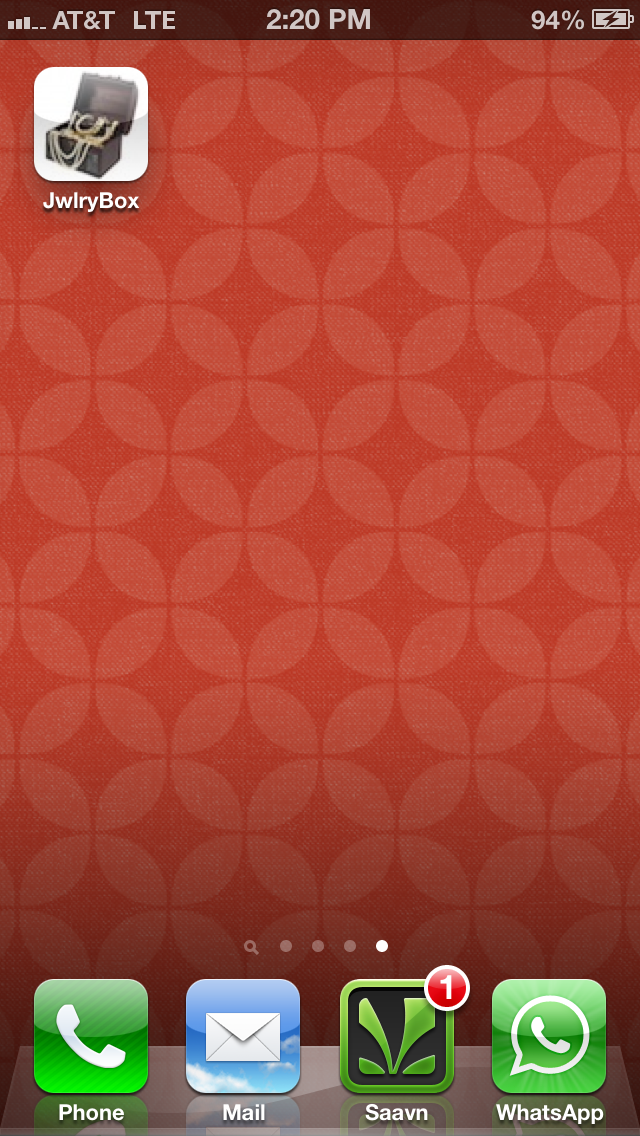 AT&T LTE 2:20 PM 94%
JwlryBox
1
Phone Mail Saavn WhatsApp